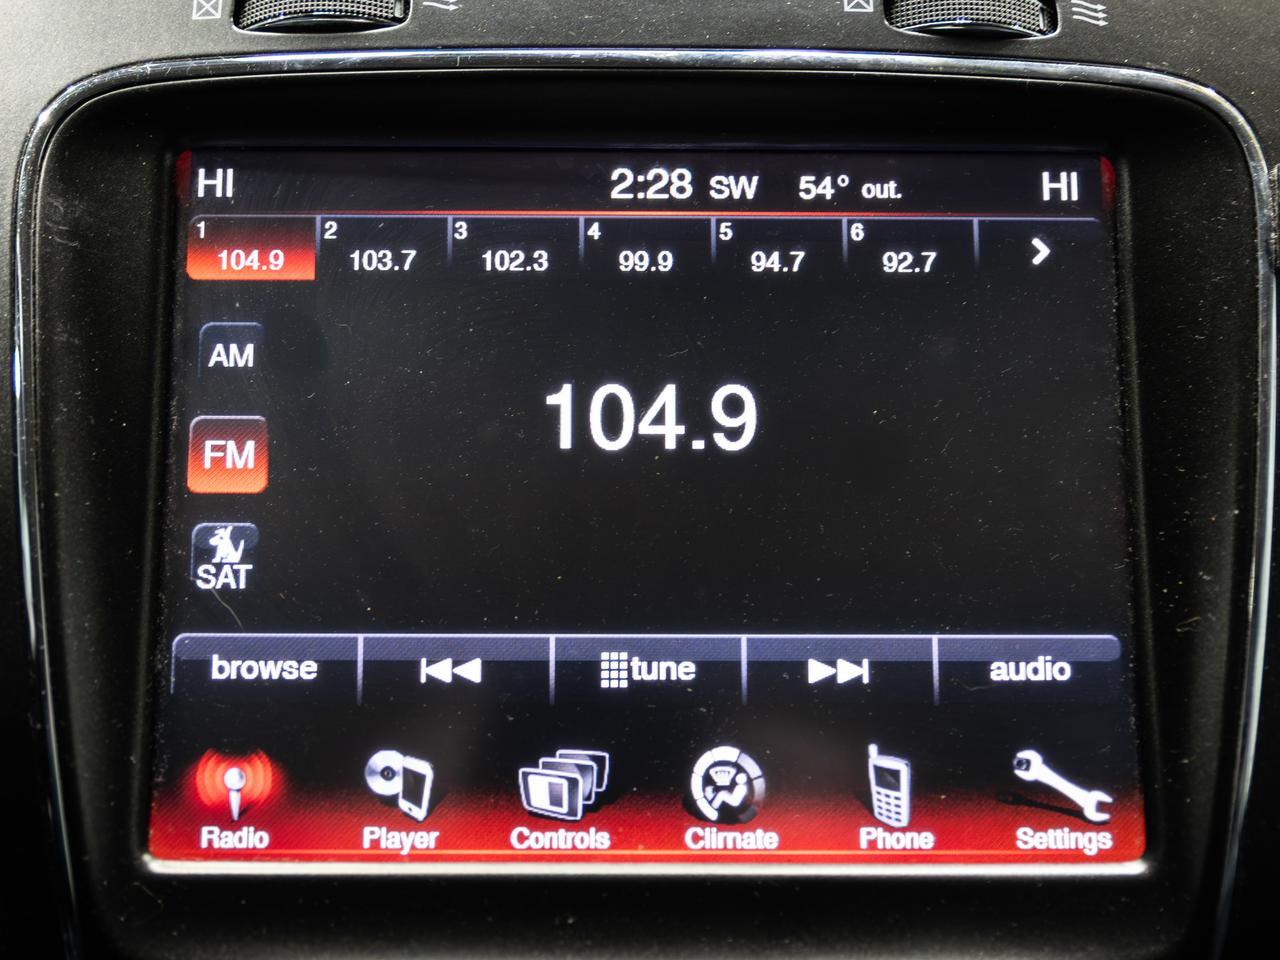 HI 2:28 SW 54° out. HI
1 2 3 4 5 6
104.9 103.7 102.3 99.9 94.7 92.7
AM
104.9
FM
SAT
browse tune audio
Radio Player Controls Climate Phone Settings